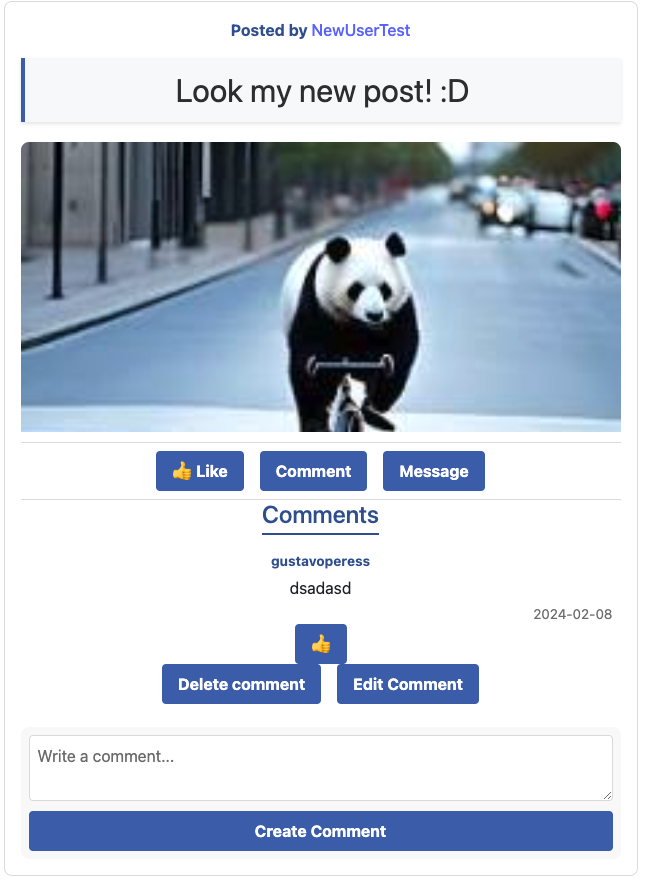 Posted by NewUserTest
Look my new post! :D
👍 Like Comment Message
Comments
gustavoperess
dsadasd
2024-02-08
👍
Delete comment Edit Comment
Write a comment...
Create Comment